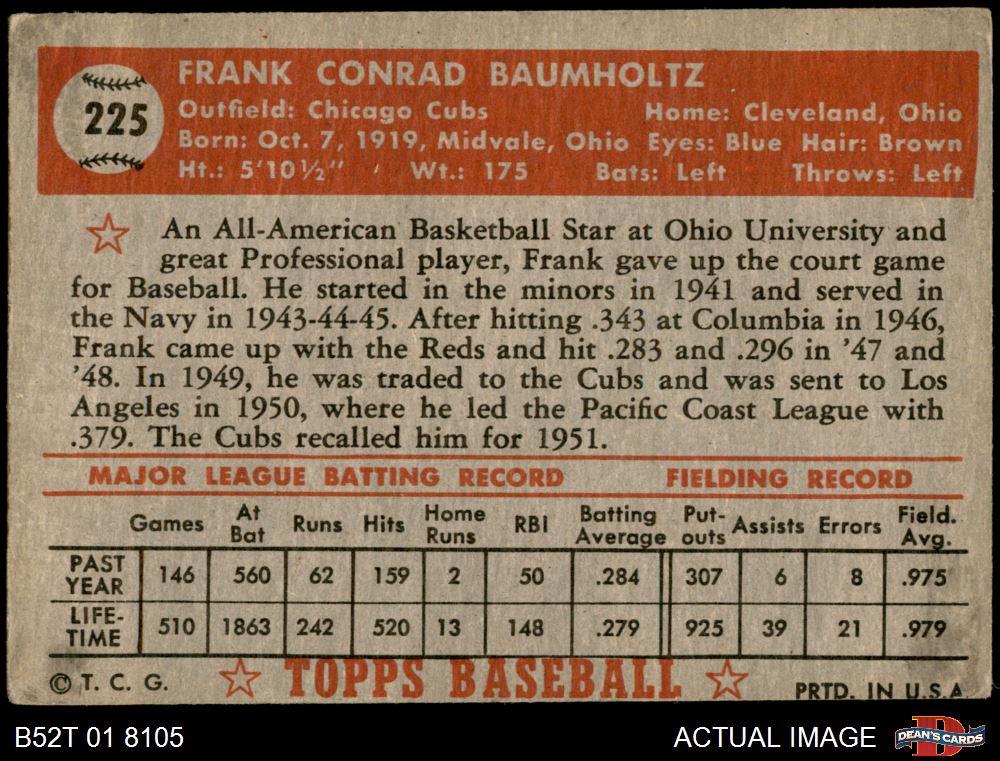 225
FRANK CONRAD BAUMHOLTZ
Outfield: Chicago Cubs Home: Cleveland, Ohio
Born: Oct. 7, 1919, Midvale, Ohio Eyes: Blue Hair: Brown
Ht.: 5'10½" Wt.: 175 Bats: Left Throws: Left
An All-American Basketball Star at Ohio University and
great Professional player, Frank gave up the court game
for Baseball. He started in the minors in 1941 and served in
the Navy in 1943-44-45. After hitting .343 at Columbia in 1946,
Frank came up with the Reds and hit .283 and .296 in '47 and
'48. In 1949, he was traded to the Cubs and was sent to Los
Angeles in 1950, where he led the Pacific Coast League with
.379. The Cubs recalled him for 1951.
MAJOR LEAGUE BATTING RECORD FIELDING RECORD
Games At Bat Runs Hits Home Runs RBI Batting Average Put-outs Assists Errors Field. Avg.
PAST YEAR 146 560 62 159 2 50 .284 307 6 8 .975
LIFE-TIME 510 1863 242 520 13 148 .279 925 39 21 .979
© T. C. G. TOPPS BASEBALL PRTD. IN U.S.A.
B52T 01 8105 ACTUAL IMAGE DEAN'S CARDS